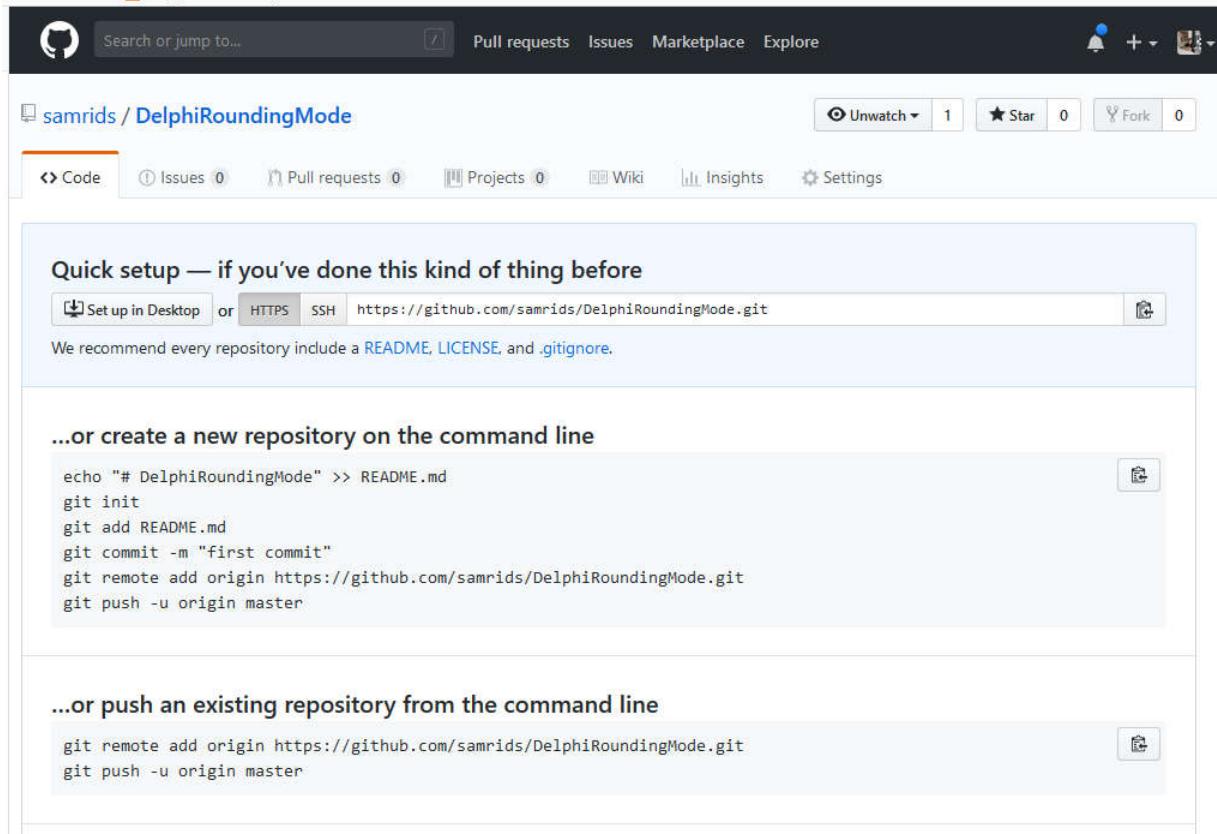 Search or jump to... / Pull requests Issues Marketplace Explore
samrids / DelphiRoundingMode Unwatch 1 Star 0 Fork 0
<> Code Issues 0 Pull requests 0 Projects 0 Wiki Insights Settings
Quick setup — if you've done this kind of thing before
Set up in Desktop or HTTPS SSH https://github.com/samrids/DelphiRoundingMode.git
We recommend every repository include a README, LICENSE, and .gitignore.
...or create a new repository on the command line
echo "# DelphiRoundingMode" >> README.md
git init
git add README.md
git commit -m "first commit"
git remote add origin https://github.com/samrids/DelphiRoundingMode.git
git push -u origin master
...or push an existing repository from the command line
git remote add origin https://github.com/samrids/DelphiRoundingMode.git
git push -u origin master